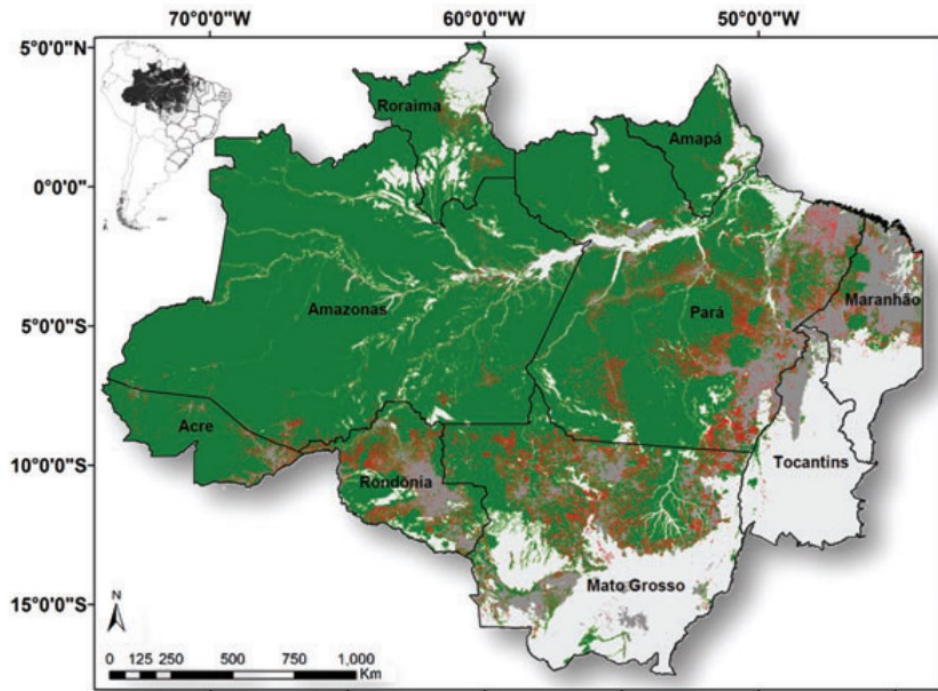 70°0'0"W 60°0'0"W 50°0'0"W
5°0'0"N
Roraima
Amapá
0°0'0"
Amazonas
Pará
Maranhão
5°0'0"S
Acre
Rondônia
Tocantins
10°0'0"S
Mato Grosso
15°0'0"S
N
0 125 250 500 750 1,000
Km